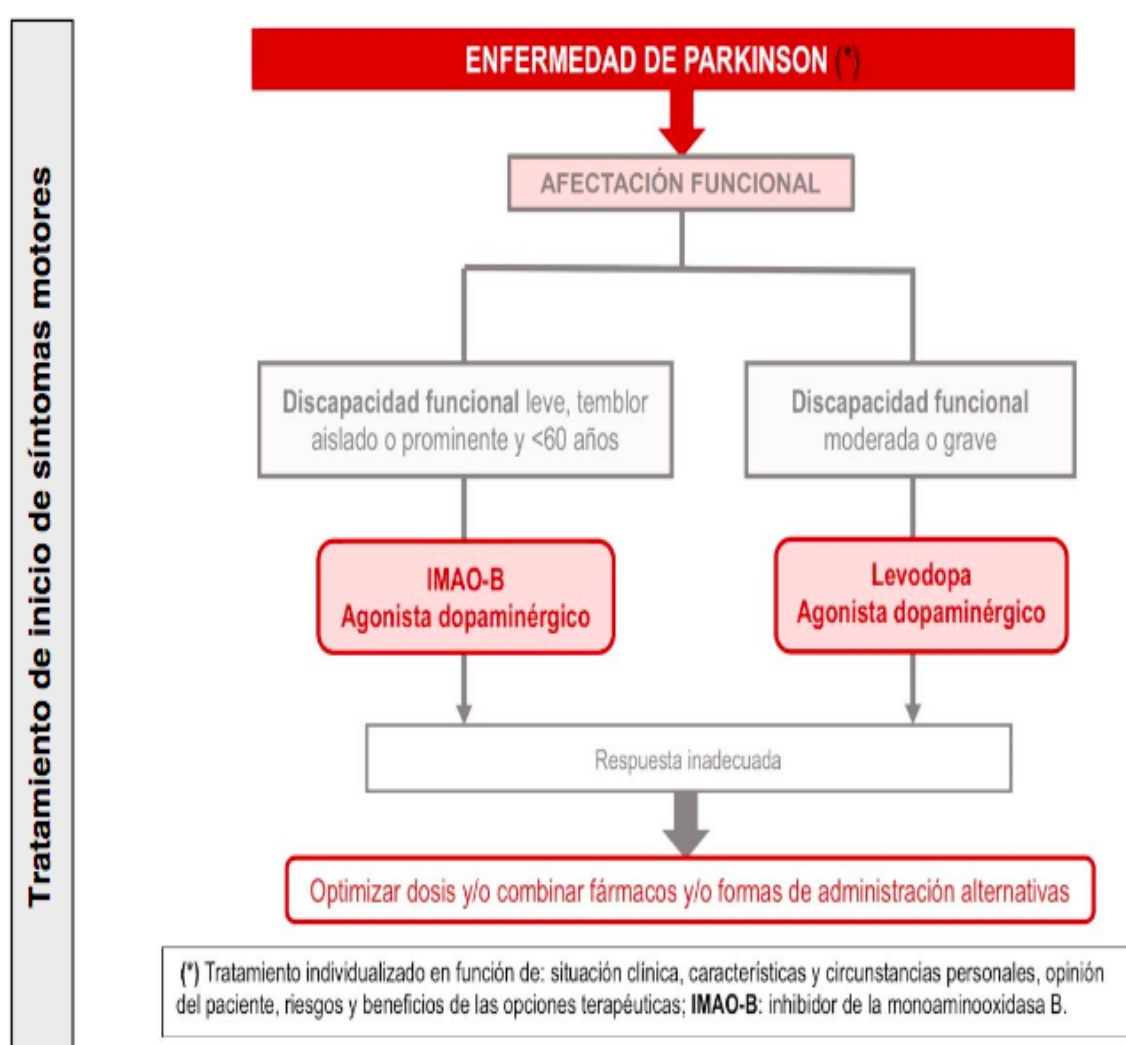 Tratamiento de inicio de síntomas motores
ENFERMEDAD DE PARKINSON (*)
AFECTACIÓN FUNCIONAL
Discapacidad funcional leve, temblor
aislado o prominente y <60 años
Discapacidad funcional
moderada o grave
IMAO-B
Agonista dopaminérgico
Levodopa
Agonista dopaminérgico
Respuesta inadecuada
Optimizar dosis y/o combinar fármacos y/o formas de administración alternativas
(*) Tratamiento individualizado en función de: situación clínica, características y circunstancias personales, opinión
del paciente, riesgos y beneficios de las opciones terapéuticas; IMAO-B: inhibidor de la monoaminooxidasa B.